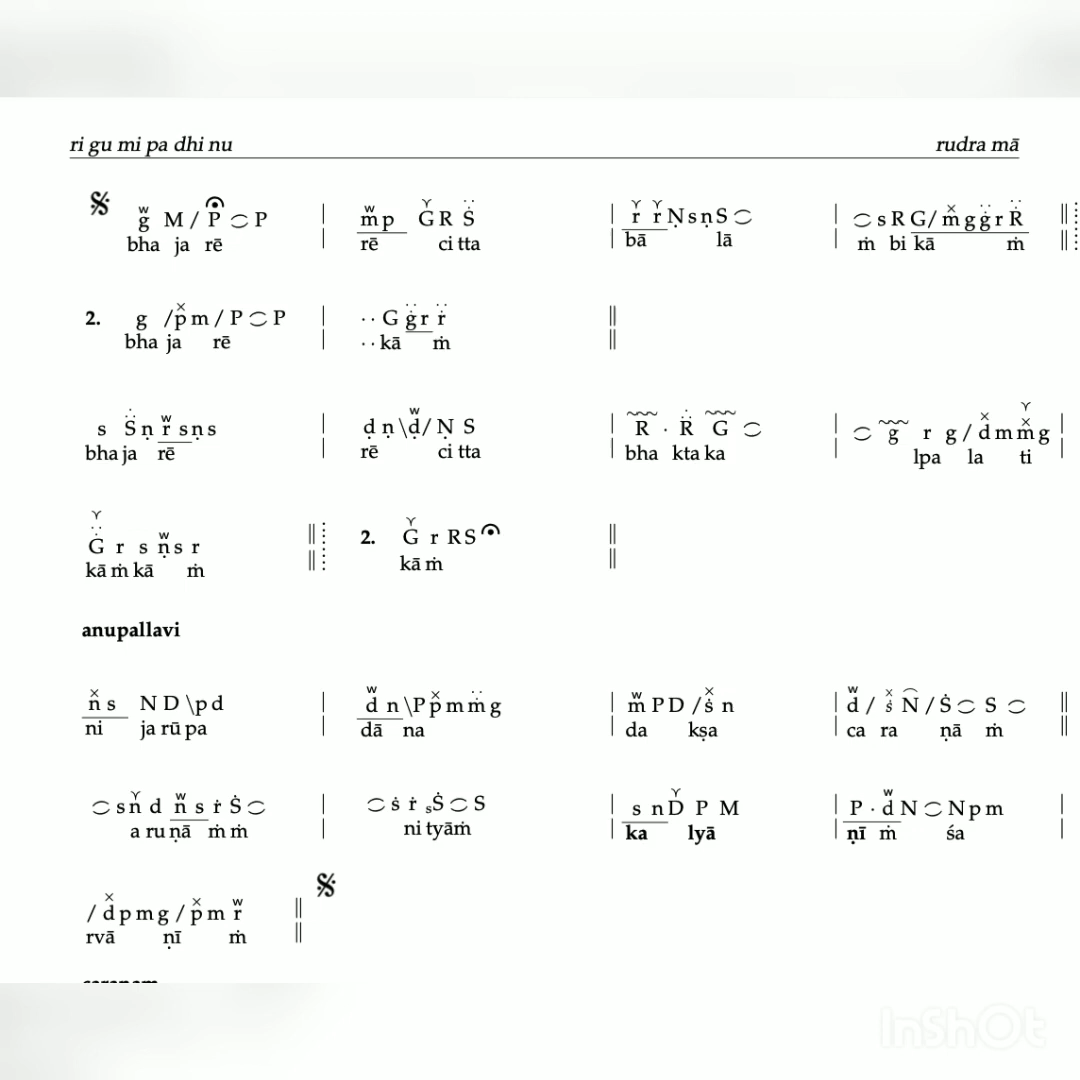 ri gu mi pa dhi nu rudra mā
g M / P P | m p G R S | r r Ṇ s ṇ S | s R G / m g g r R ||
bha ja rē | rē ci tta | bā lā | ṁ bi kā ṁ ||
2. g / p m / P P | · · G g r r ||
bha ja rē | · · kā ṁ ||
s S ṇ r s ṇ s | ḍ ṇ \ ḍ / Ṇ S | R · R G | g r g / d m m g |
bha ja rē | rē ci tta | bha kta ka | lpa la ti |
G r s ṇ s r || 2. G r R S ||
kā ṁ kā ṁ || kā ṁ ||
anupallavi
n s N D \ p d | d n \ P p m m g | m P D / ṡ n | d / ṡ N / Ṡ S ||
ni ja rū pa | dā na | da kṣa | ca ra ṇā ṁ ||
s n d n s ṙ Ṡ | ṡ ṙ s Ṡ S | s n D P M | P · d N N p m |
a ru ṇā ṁ ṁ | ni tyāṁ | ka lyā | ṇī ṁ śa |
/ d p m g / p m r ||
rvā ṇī ṁ ||
InShOt